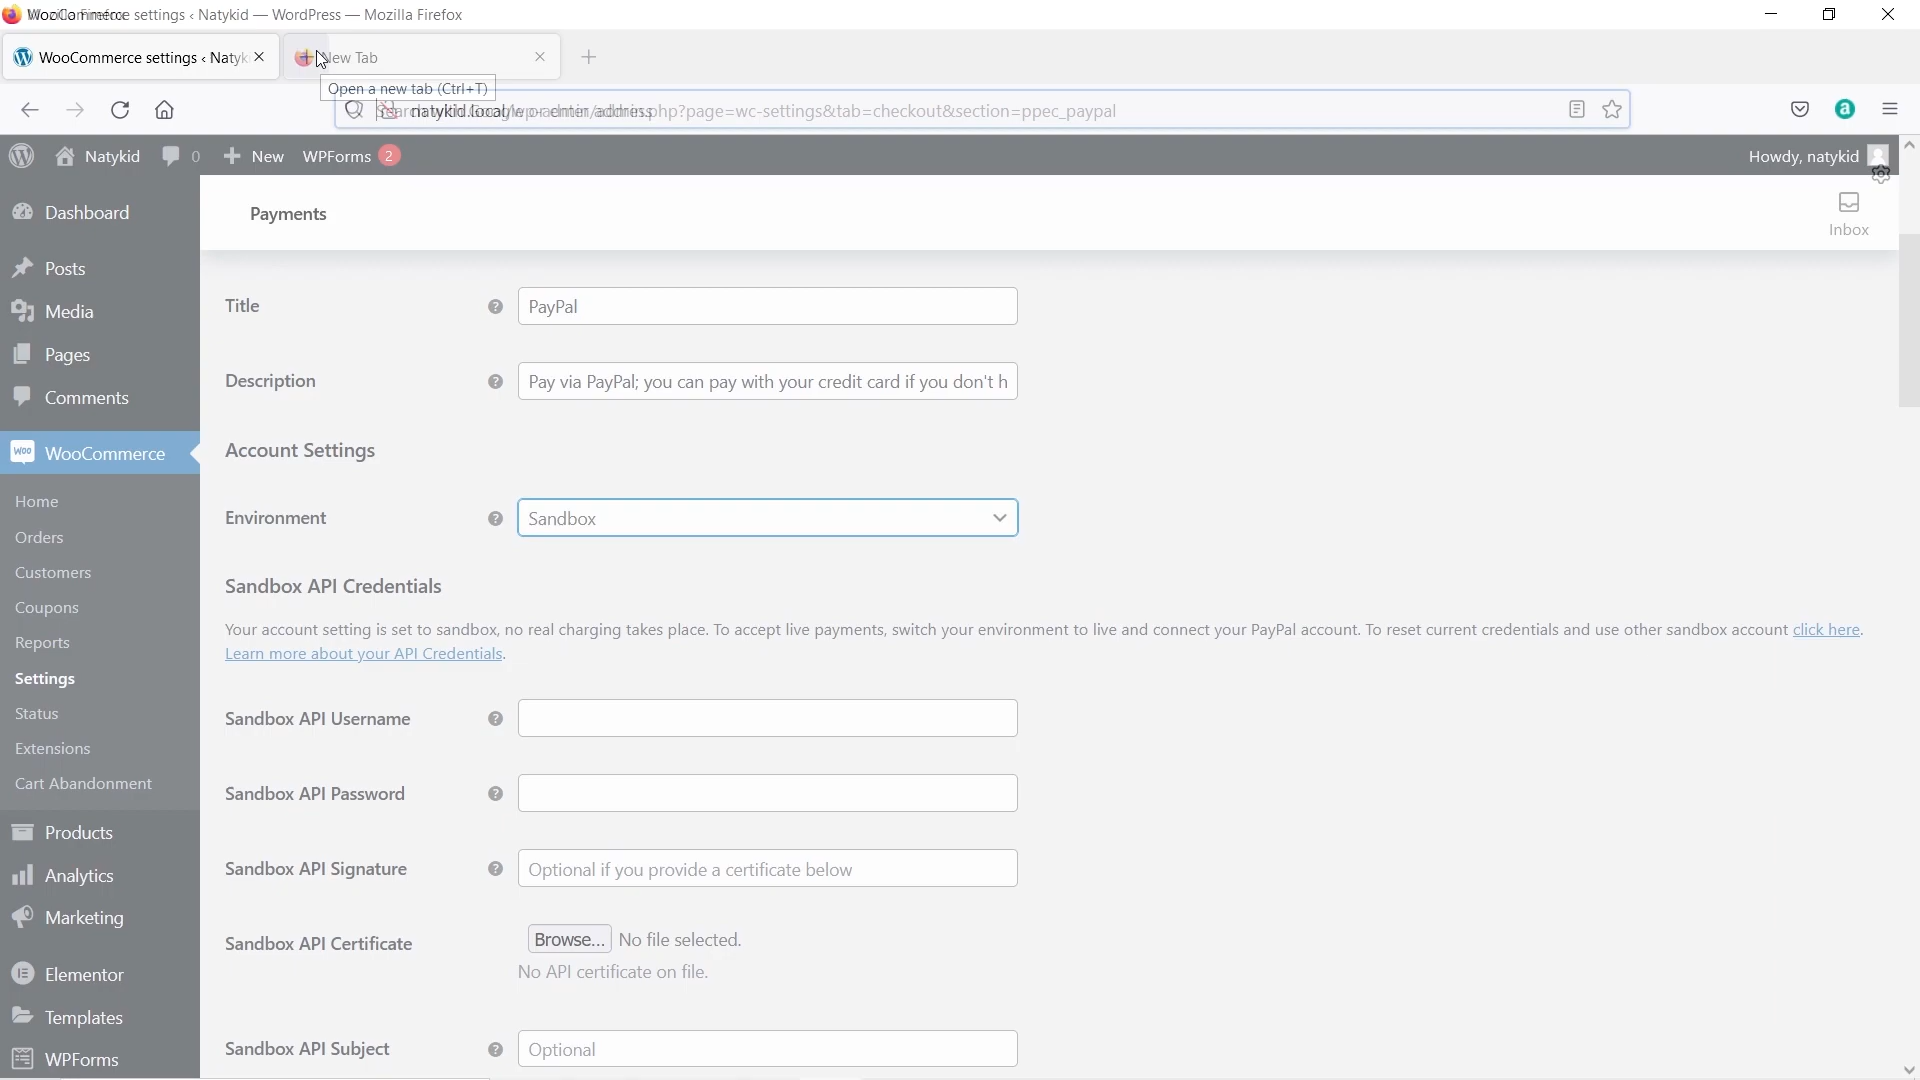 WooCommerce settings ‹ Natykid — WordPress — Mozilla Firefox
WooCommerce settings ‹ Natyki
New Tab
Open a new tab (Ctrl+T)
natykid.local/wp-admin/admin.php?page=wc-settings&tab=checkout&section=ppec_paypal
Natykid
0
New
WPForms 2
Howdy, natykid
Dashboard
Payments
Inbox
Posts
Media
Pages
Comments
WooCommerce
Home
Orders
Customers
Coupons
Reports
Settings
Status
Extensions
Cart Abandonment
Products
Analytics
Marketing
Elementor
Templates
WPForms
Title
PayPal
Description
Pay via PayPal; you can pay with your credit card if you don't h
Account Settings
Environment
Sandbox
Sandbox API Credentials
Your account setting is set to sandbox, no real charging takes place. To accept live payments, switch your environment to live and connect your PayPal account. To reset current credentials and use other sandbox account click here.
Learn more about your API Credentials.
Sandbox API Username
Sandbox API Password
Sandbox API Signature
Optional if you provide a certificate below
Sandbox API Certificate
Browse... No file selected.
No API certificate on file.
Sandbox API Subject
Optional